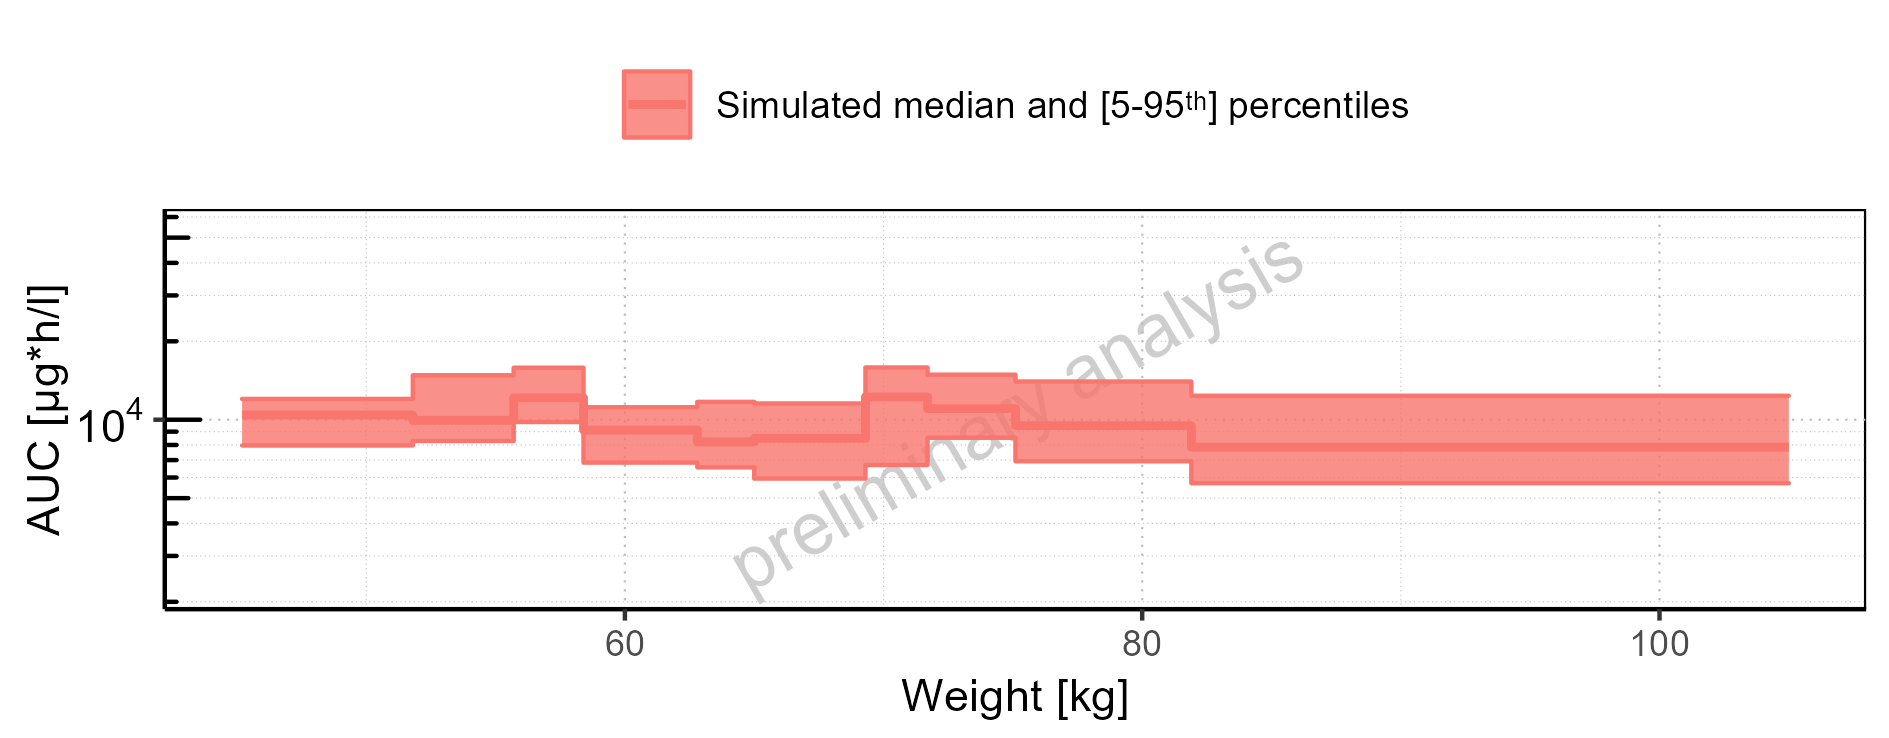 Simulated median and [5-95ᵗʰ] percentiles
AUC [µg*h/l]
10⁴
preliminary analysis
60 80 100
Weight [kg]